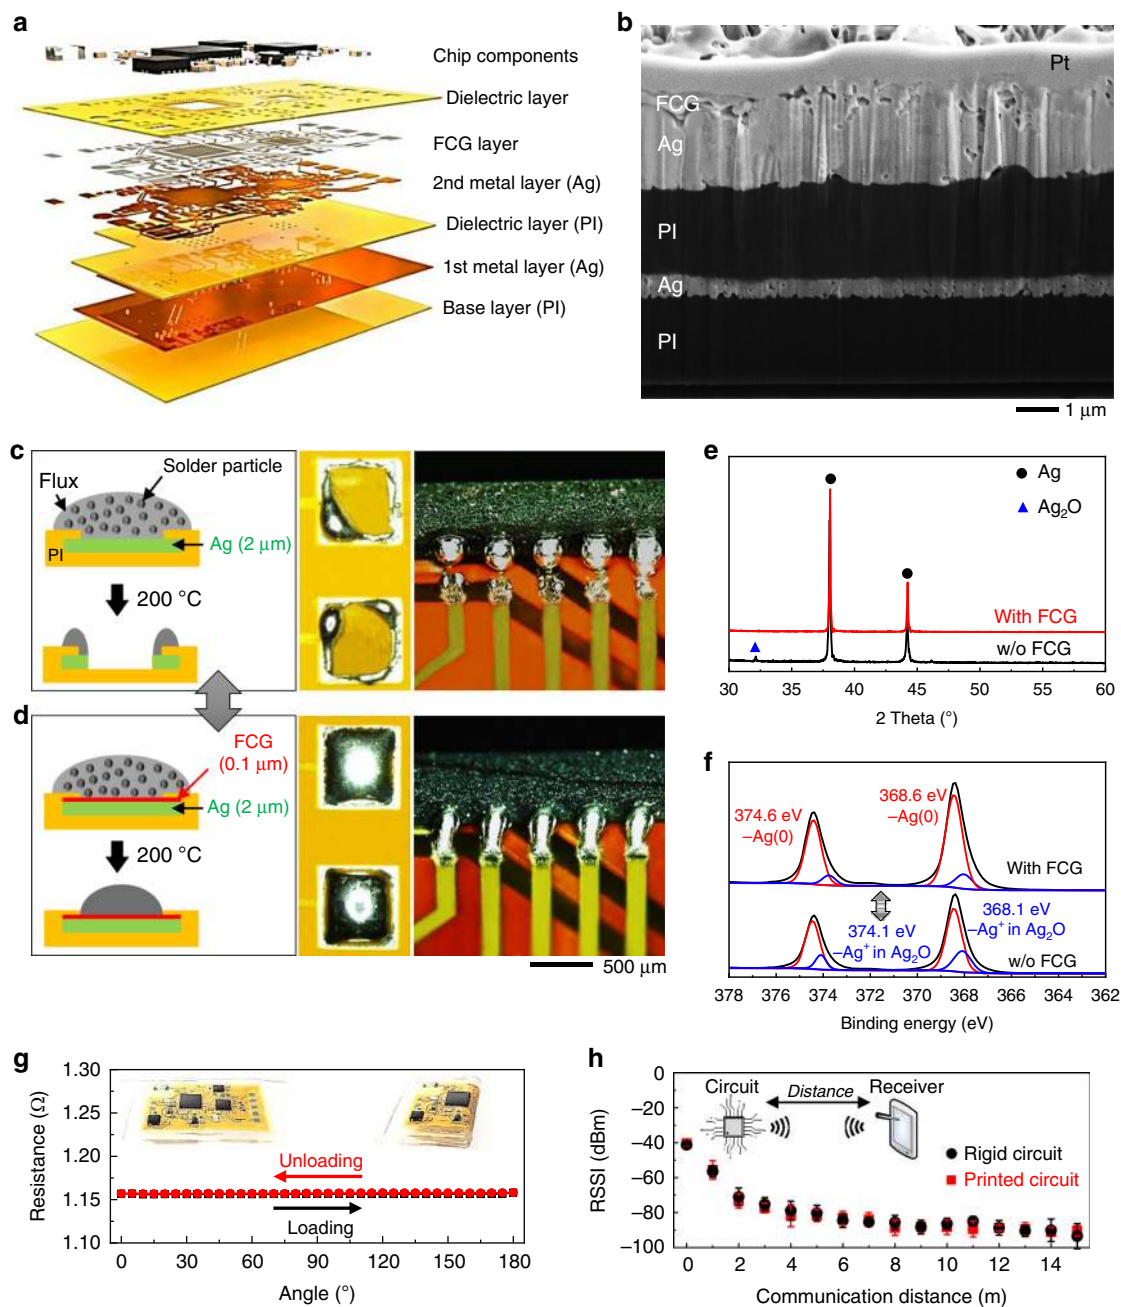 a
Chip components
Dielectric layer
FCG layer
2nd metal layer (Ag)
Dielectric layer (PI)
1st metal layer (Ag)
Base layer (PI)
b
Pt
FCG
Ag
PI
Ag
PI
1 μm
c
Solder particle
Flux
Ag (2 μm)
PI
200 °C
d
FCG
(0.1 μm)
Ag (2 μm)
200 °C
500 μm
e
Ag
Ag2O
With FCG
w/o FCG
30 35 40 45 50 55 60
2 Theta (°)
f
374.6 eV
–Ag(0)
368.6 eV
–Ag(0)
With FCG
374.1 eV
–Ag+ in Ag2O
368.1 eV
–Ag+ in Ag2O
w/o FCG
378 376 374 372 370 368 366 364 362
Binding energy (eV)
g
1.30
1.25
1.20
1.15
1.10
Resistance (Ω)
Unloading
Loading
0 30 60 90 120 150 180
Angle (°)
h
0
–20
–40
–60
–80
–100
RSSI (dBm)
Circuit
Distance
Receiver
Rigid circuit
Printed circuit
0 2 4 6 8 10 12 14
Communication distance (m)